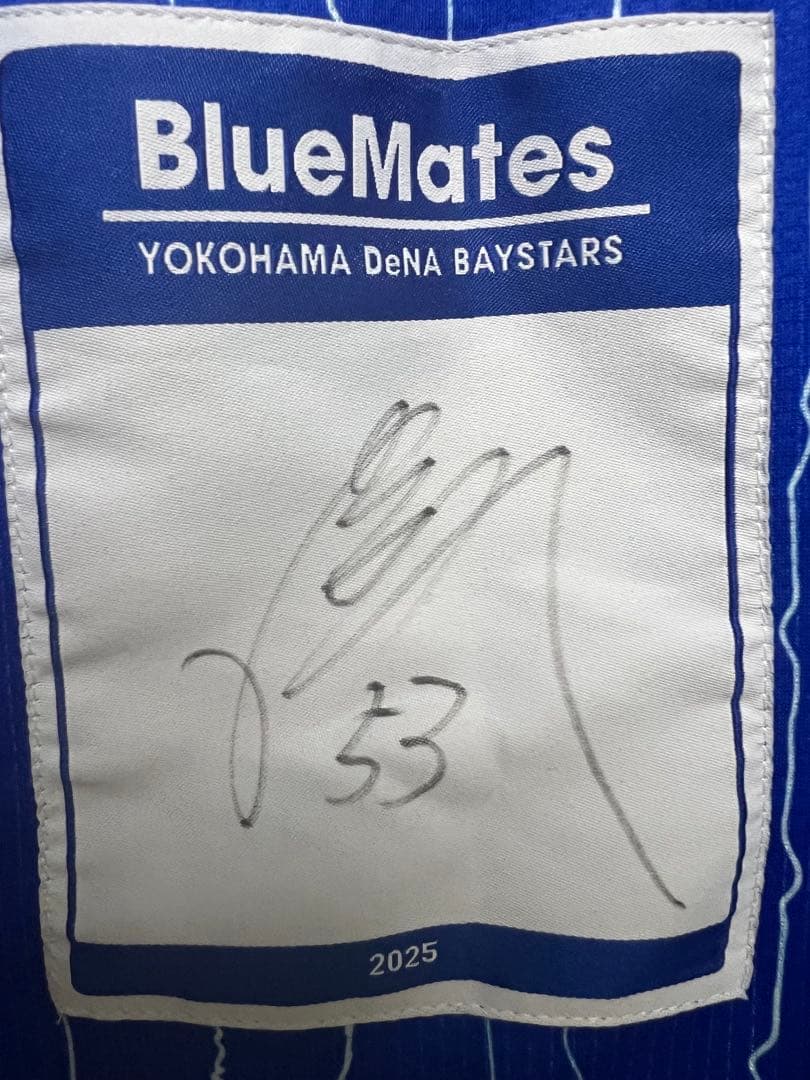 BlueMates
YOKOHAMA DeNA BAYSTARS
53
2025